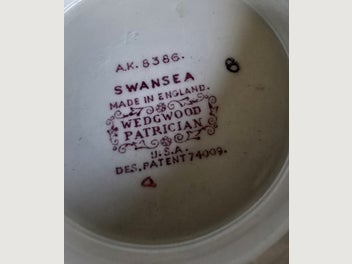 A.K. 8386.
SWANSEA
MADE IN ENGLAND.
WEDGWOOD
PATRICIAN
U.S.A.
DES. PATENT 74009.